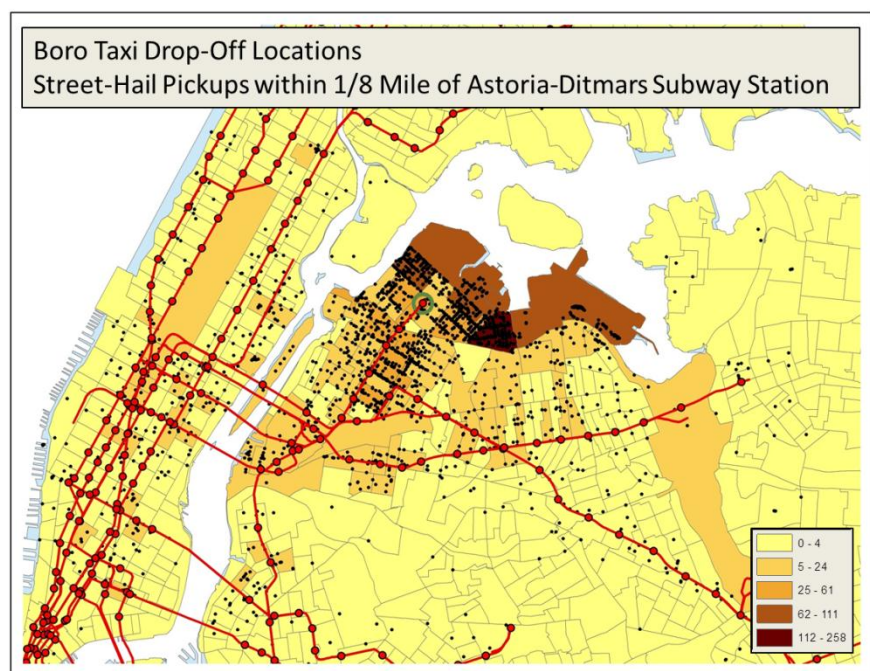 Boro Taxi Drop-Off Locations
Street-Hail Pickups within 1/8 Mile of Astoria-Ditmars Subway Station
0 - 4
5 - 24
25 - 61
62 - 111
112 - 258